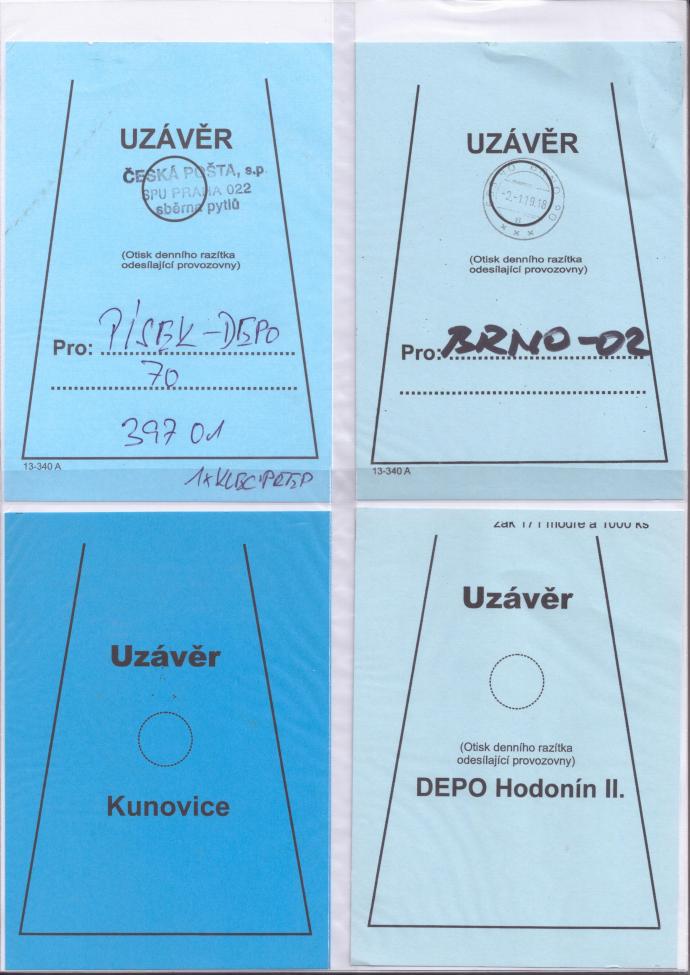 UZÁVĚR
ČESKÁ POŠTA, s.p.
SPU PRAHA 022
sběrna pytlů
(Otisk denního razítka
odesílající provozovny)
Pro: PÍSEK-DEPO
70
397 01
13-340 A
UZÁVĚR
-2.-1.19.18
(Otisk denního razítka
odesílající provozovny)
Pro: BRNO-02
13-340 A
Uzávěr
Kunovice
Uzávěr
(Otisk denního razítka
odesílající provozovny)
DEPO Hodonín II.